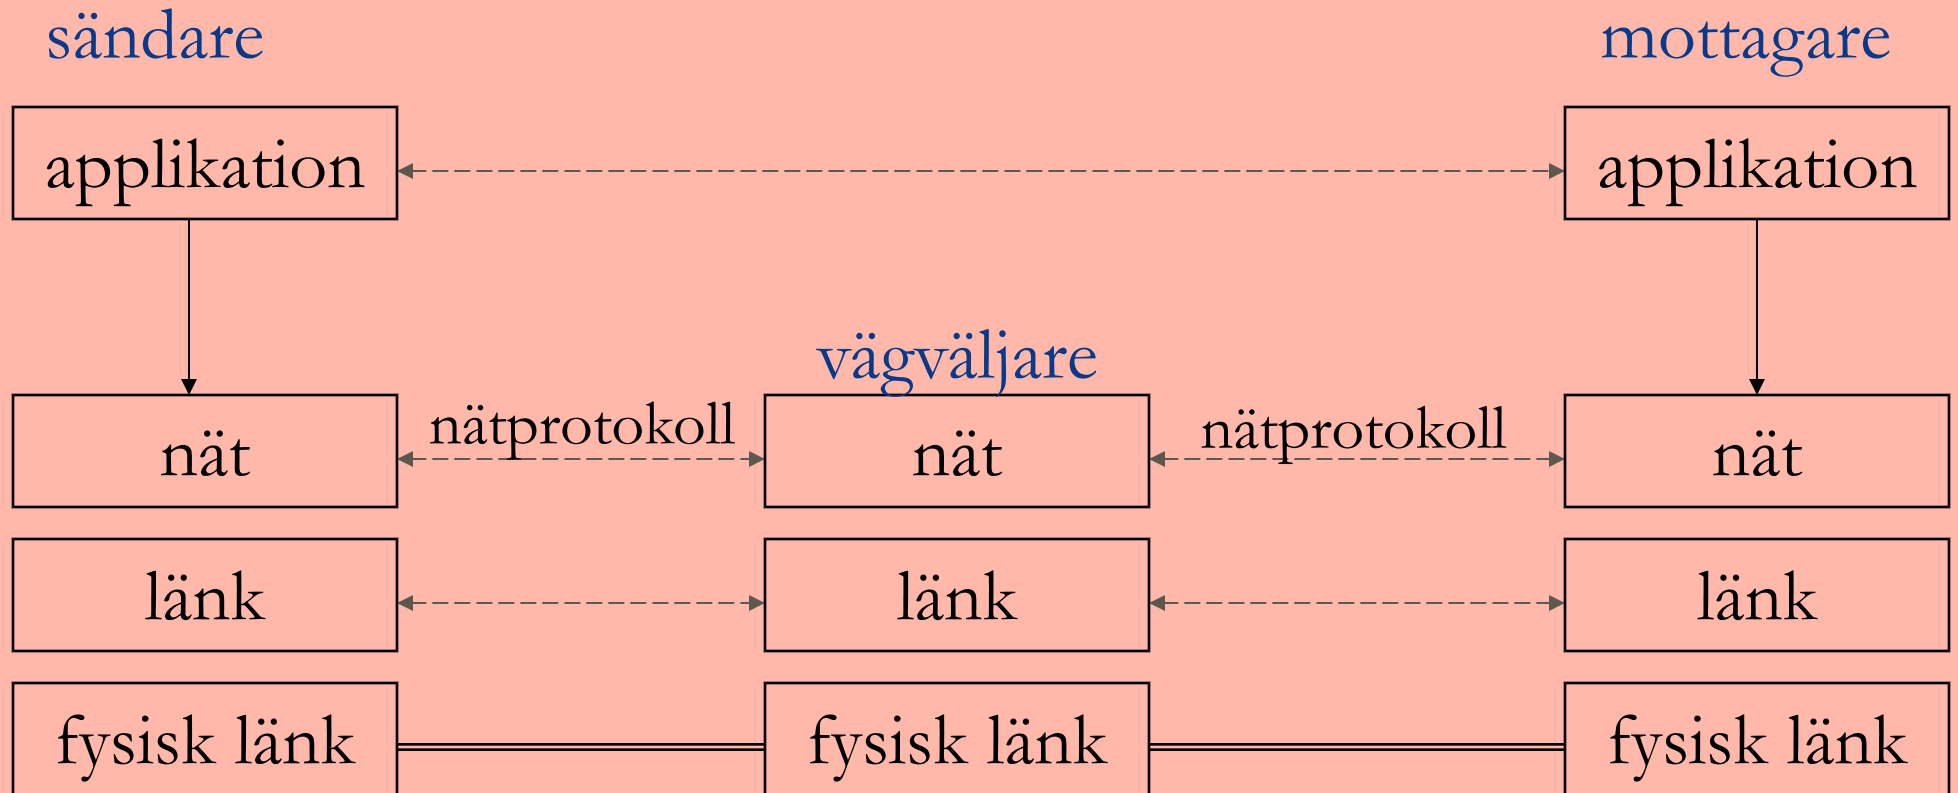 sändare
mottagare
applikation
applikation
vägväljare
nätprotokoll
nätprotokoll
nät
nät
nät
länk
länk
länk
fysisk länk
fysisk länk
fysisk länk